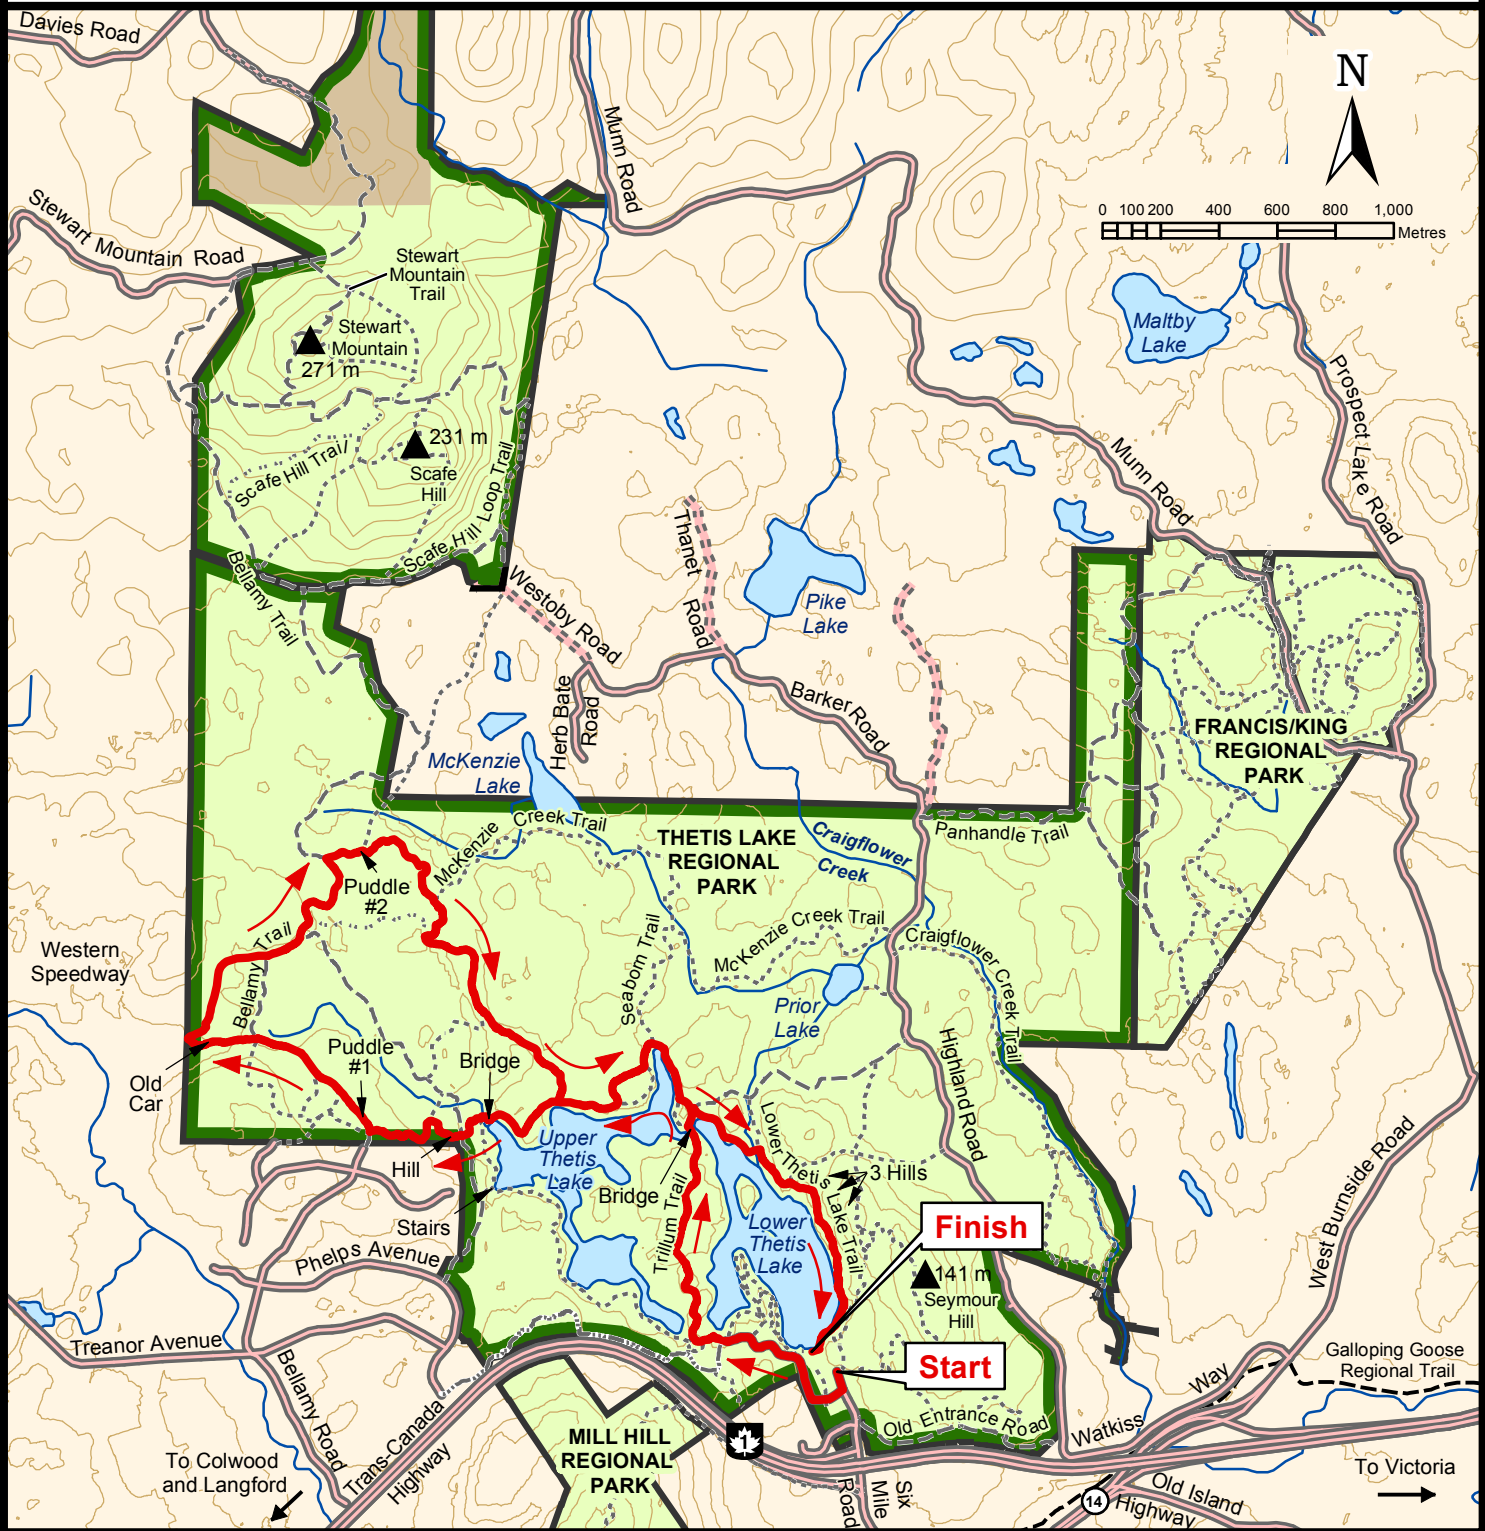 Davies Road
Munn Road
N
0 100 200 400 600 800 1,000
Metres
Stewart Mountain Road
Stewart
Mountain
Trail
Stewart
Mountain
271 m
Maltby
Lake
Prospect Lake Road
231 m
Scafe
Hill
Scafe Hill Trail
Scafe Hill Loop Trail
Munn Road
Thanet Road
Bellamy Trail
Westoby Road
Pike
Lake
Herb Bate
Road
Barker Road
FRANCIS/KING
REGIONAL
PARK
McKenzie
Lake
McKenzie Creek Trail
THETIS LAKE
REGIONAL
PARK
Craigflower
Creek
Panhandle Trail
Puddle
#2
Western
Speedway
Bellamy Trail
Seabom Trail
McKenzie Creek Trail
Craigflower Creek Trail
Prior
Lake
Highland Road
Puddle
#1
Bridge
Old
Car
Upper
Thetis
Lake
Lower Thetis Lake Trail
3 Hills
Hill
Bridge
Stairs
Trillum Trail
Lower
Thetis
Lake
Finish
West Burnside Road
Phelps Avenue
141 m
Seymour
Hill
Treanor Avenue
Start
Galloping Goose
Regional Trail
Bellamy Road
Old Entrance Road
Watkiss Way
Trans-Canada
Highway
1
MILL HILL
REGIONAL
PARK
To Colwood
and Langford
Six
Mile
Road
14
Old Island
Highway
To Victoria